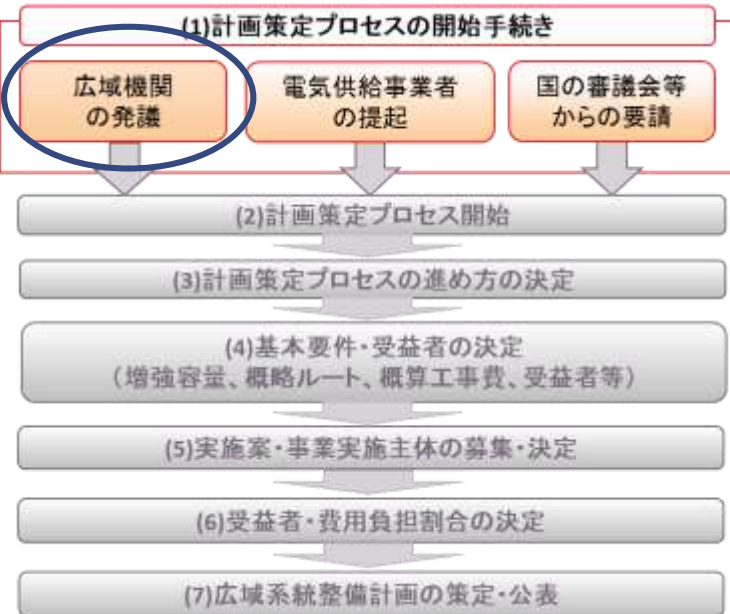 (1)計画策定プロセスの開始手続き
広域機関
の発議
電気供給事業者
の提起
国の審議会等
からの要請
(2)計画策定プロセス開始
(3)計画策定プロセスの進め方の決定
(4)基本要件・受益者の決定
（増強容量、概略ルート、概算工事費、受益者等）
(5)実施案・事業実施主体の募集・決定
(6)受益者・費用負担割合の決定
(7)広域系統整備計画の策定・公表